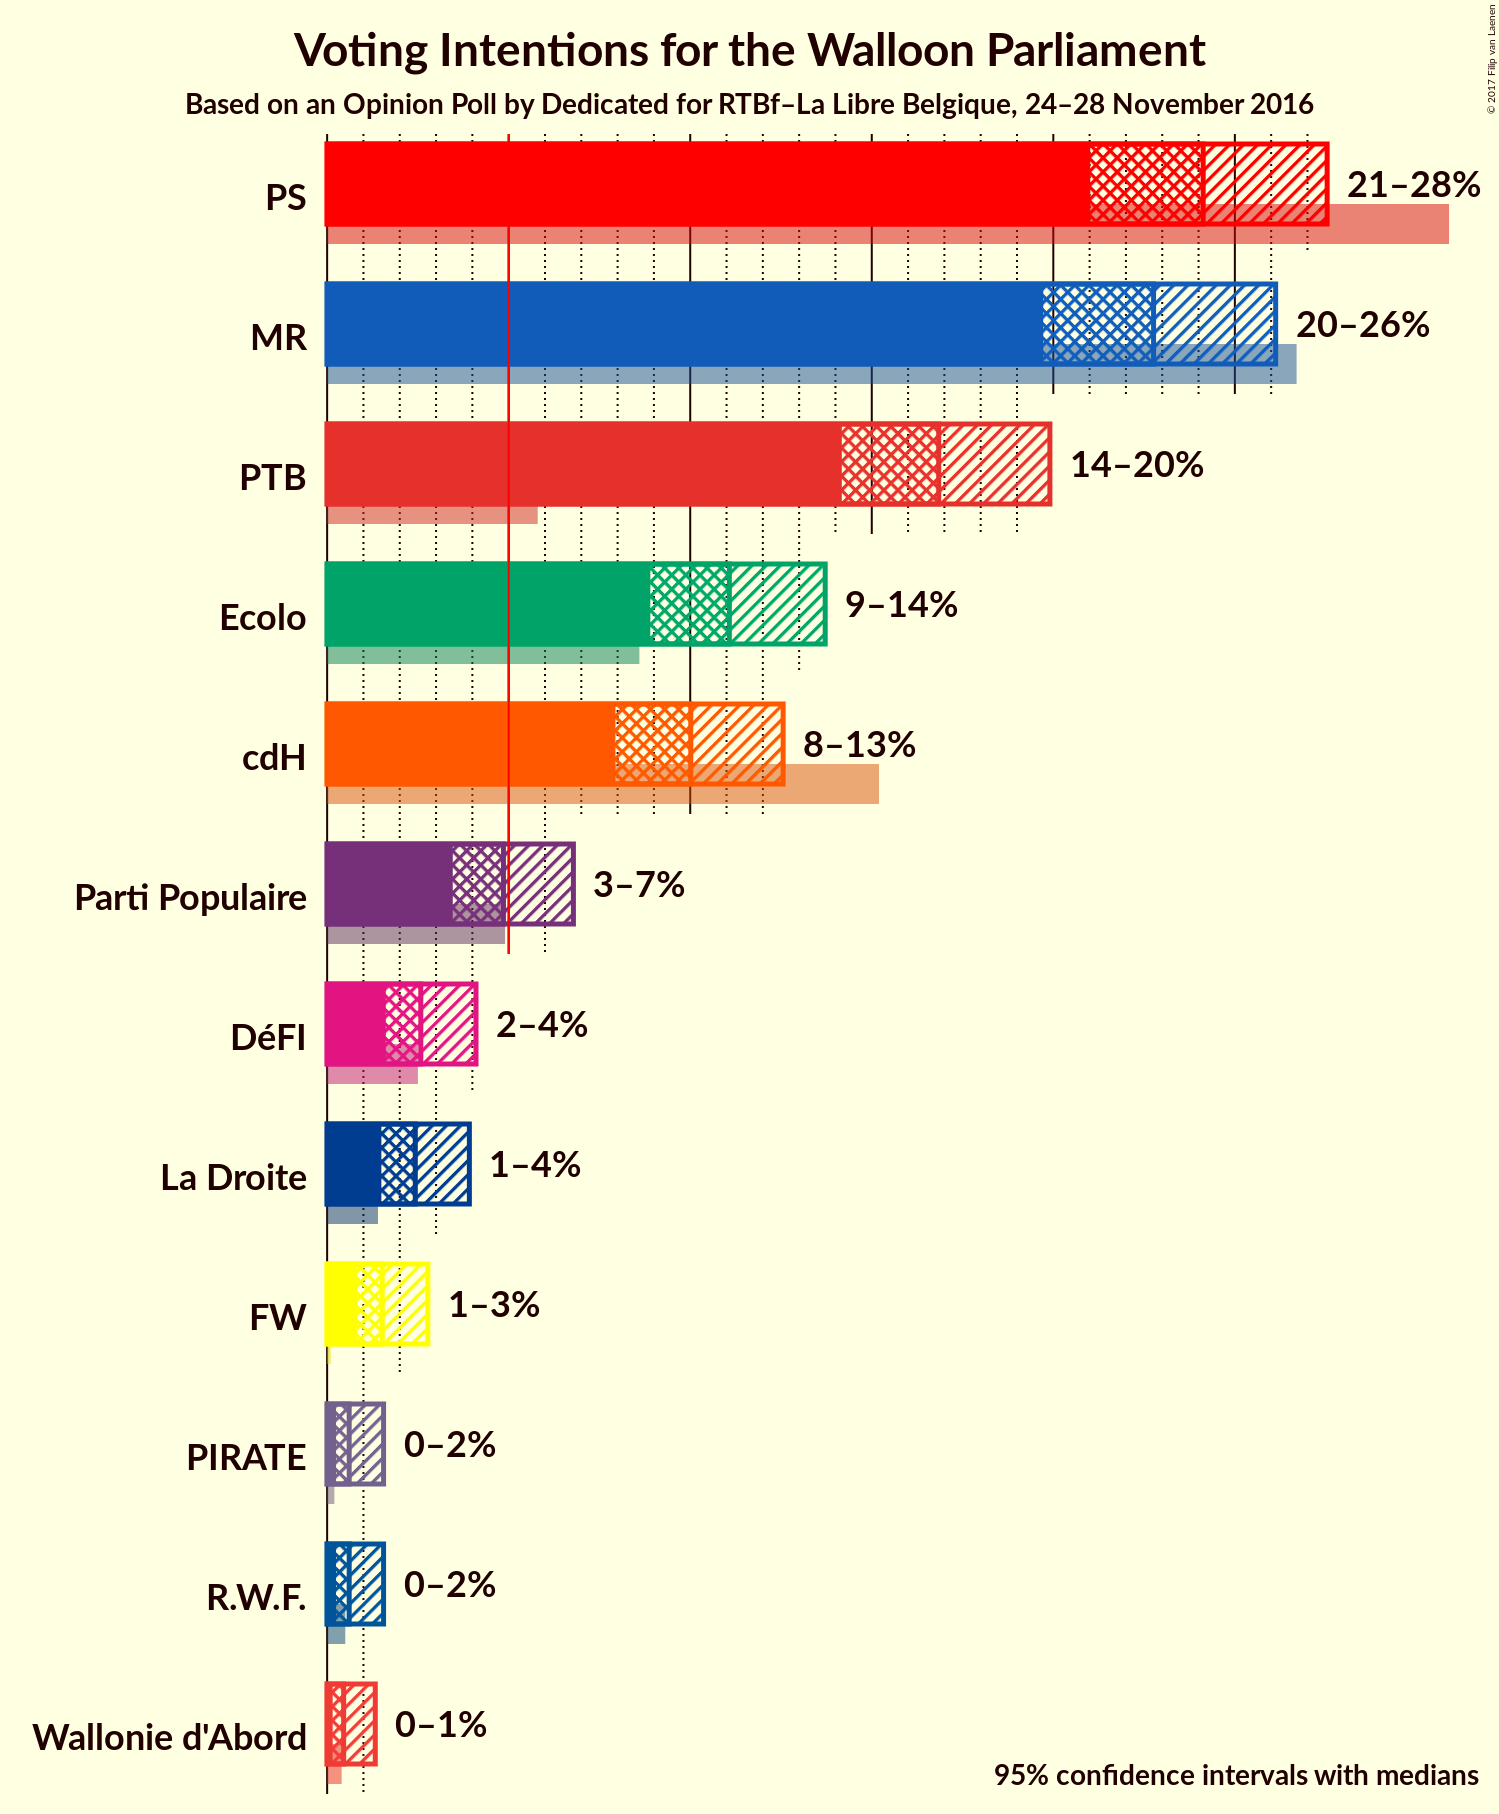 Voting Intentions for the Walloon Parliament
Based on an Opinion Poll by Dedicated for RTBf–La Libre Belgique, 24–28 November 2016
© 2017 Filip van Laenen
PS 21–28%
MR 20–26%
PTB 14–20%
Ecolo 9–14%
cdH 8–13%
Parti Populaire 3–7%
DéFI 2–4%
La Droite 1–4%
FW 1–3%
PIRATE 0–2%
R.W.F. 0–2%
Wallonie d'Abord 0–1%
95% confidence intervals with medians